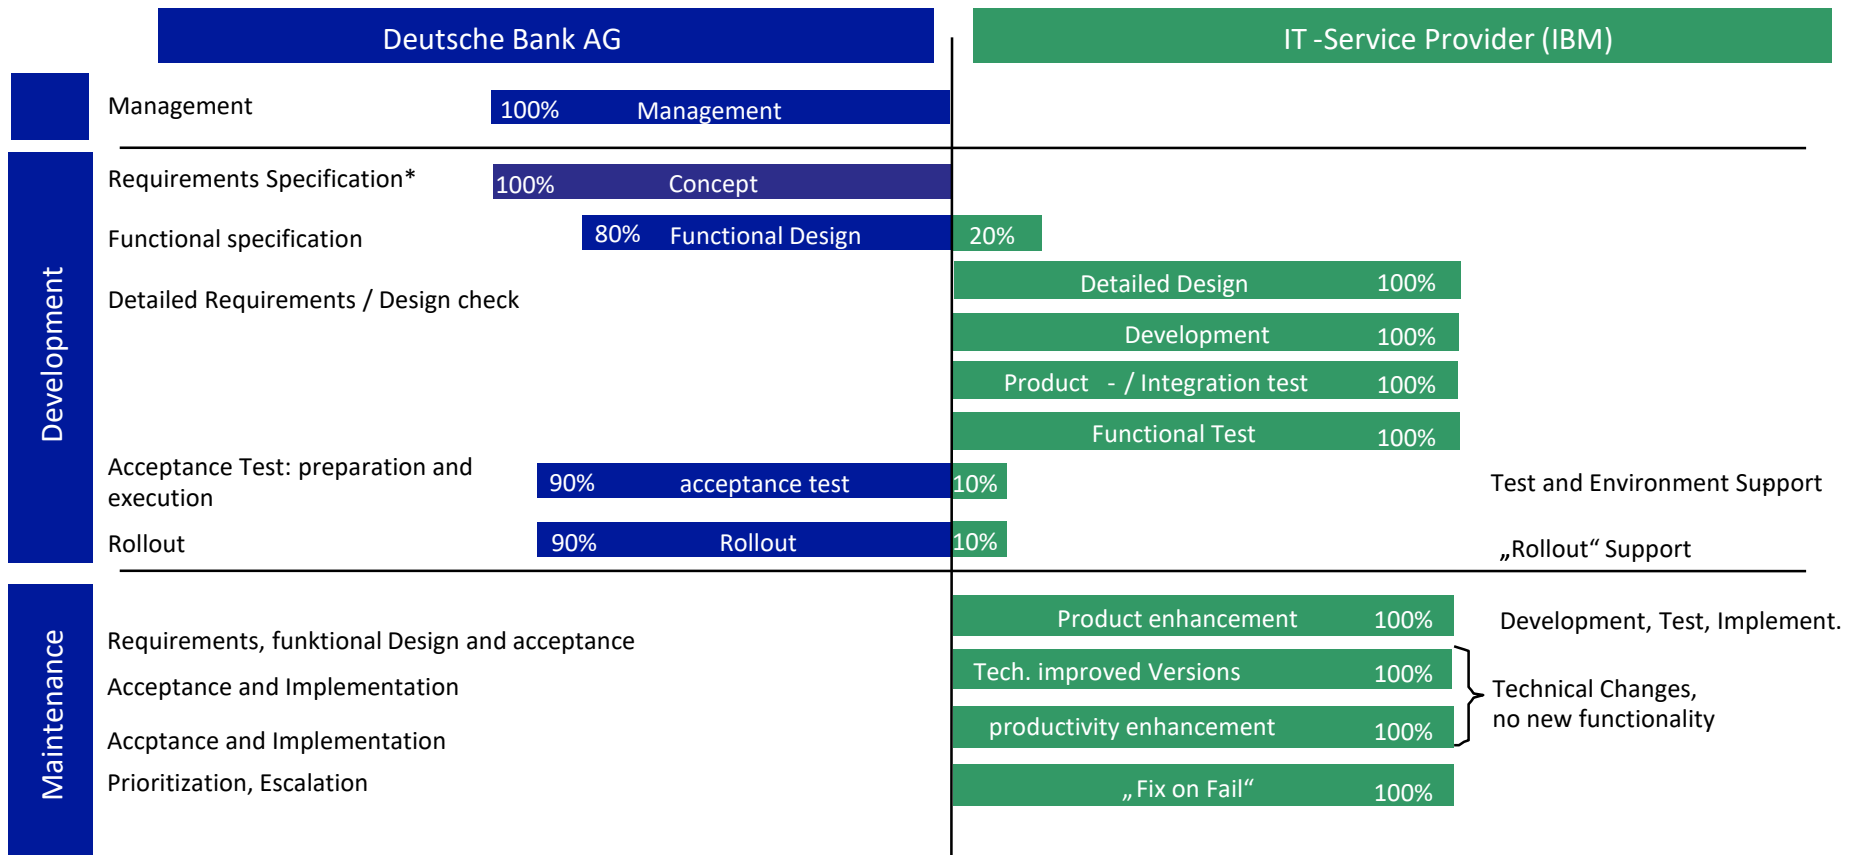 Deutsche Bank AG
IT -Service Provider (IBM)
Management
100% Management
Development
Requirements Specification*
100% Concept
Functional specification
80% Functional Design 20%
Detailed Requirements / Design check
Detailed Design 100%
Development 100%
Product - / Integration test 100%
Functional Test 100%
Acceptance Test: preparation and
execution
90% acceptance test 10%
Test and Environment Support
-
Rollout
90% Rollout 10%
„Rollout“ Support
Maintenance
Product enhancement 100%
Development, Test, Implement.
Requirements, funktional Design and acceptance
Tech. improved Versions 100%
Acceptance and Implementation
Technical Changes,
no new functionality
productivity enhancement 100%
Accptance and Implementation
Prioritization, Escalation
„Fix on Fail“ 100%